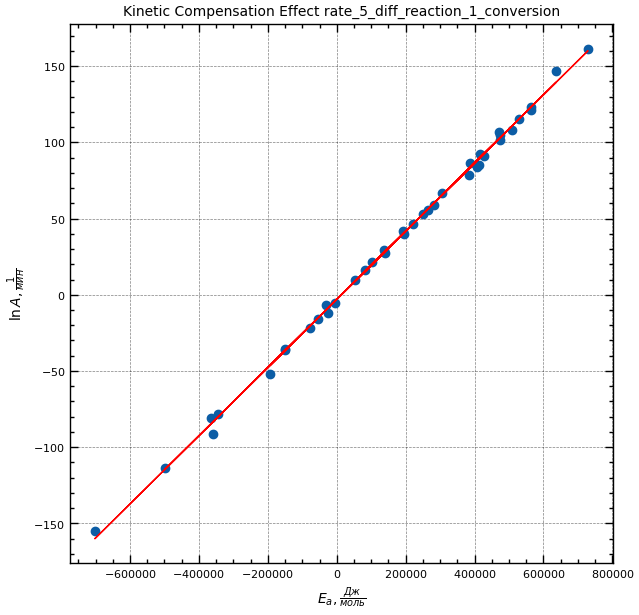 Kinetic Compensation Effect rate_5_diff_reaction_1_conversion
150
100
50
0
−50
−100
−150
ln A, 1/мин
−600000 −400000 −200000 0 200000 400000 600000 800000
E_a, Дж/моль